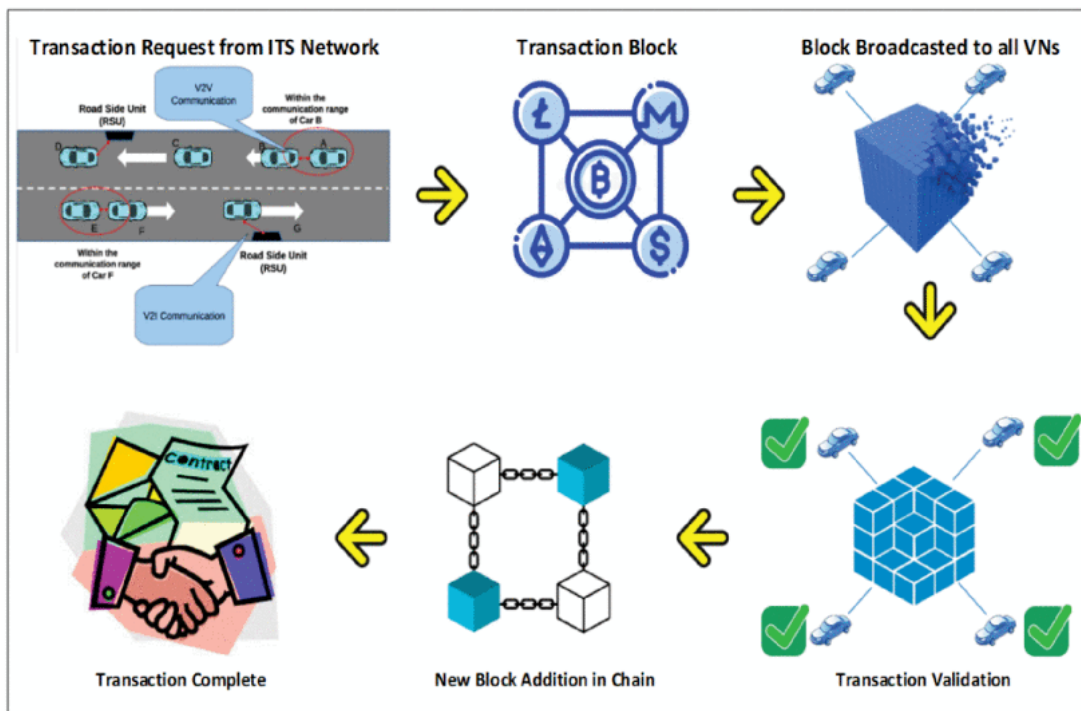 Transaction Request from ITS Network
Transaction Block
Block Broadcasted to all VNs
V2V
Communication
Within the
communication range
of Car B
Road Side Unit
(RSU)
D
C
B
A
E
F
G
Within the
communication range
of Car F
Road Side Unit
(RSU)
V2I Communication
Contract
Transaction Complete
New Block Addition in Chain
Transaction Validation